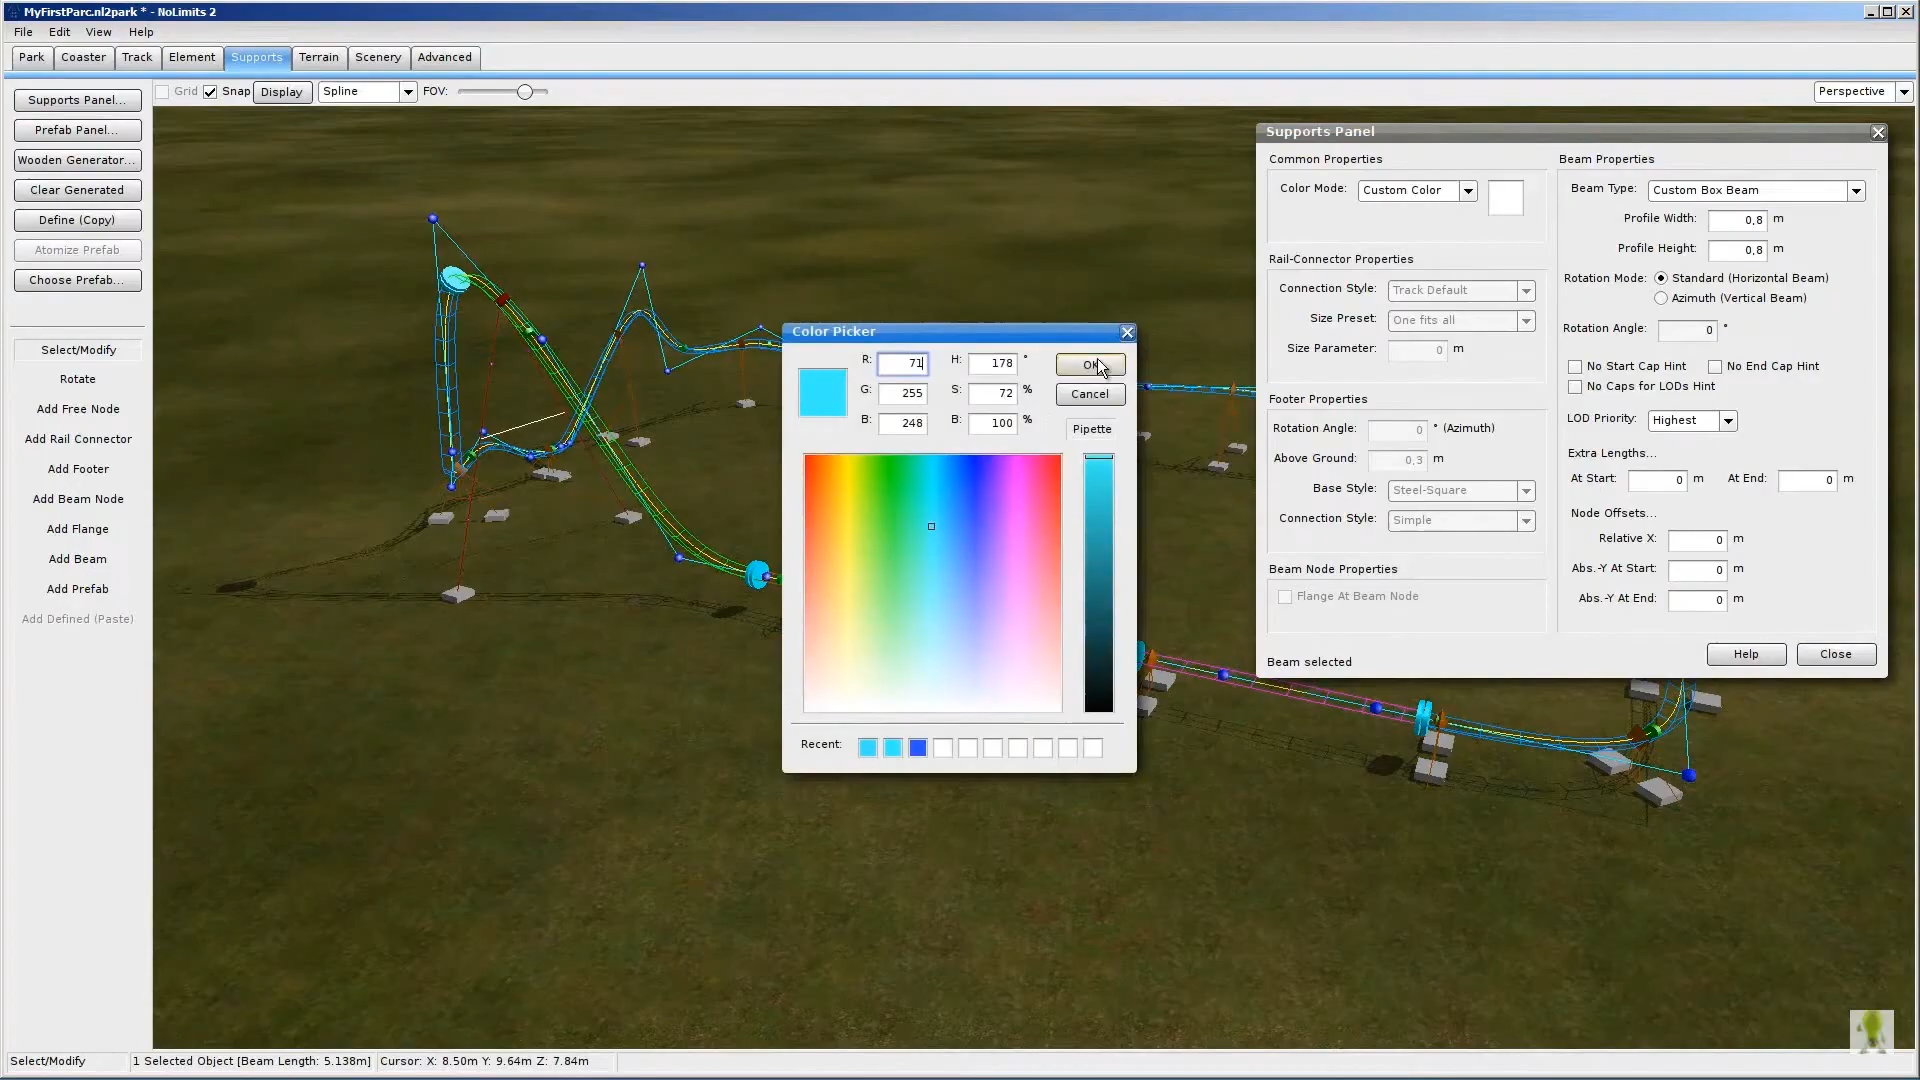 MyFirstParc.nl2park * - NoLimits 2
File Edit View Help
Park Coaster Track Element Supports Terrain Scenery Advanced
Grid Snap Display Spline FOV: Perspective
Supports Panel...
Prefab Panel...
Wooden Generator...
Clear Generated
Define (Copy)
Atomize Prefab
Choose Prefab...
Select/Modify
Rotate
Add Free Node
Add Rail Connector
Add Footer
Add Beam Node
Add Flange
Add Beam
Add Prefab
Add Defined (Paste)
Color Picker
R: 71 H: 178 ° OK
G: 255 S: 72 % Cancel
B: 248 B: 100 %
Pipette
Recent:
Supports Panel
Common Properties
Color Mode: Custom Color
Rail-Connector Properties
Connection Style: Track Default
Size Preset: One fits all
Size Parameter: 0 m
Footer Properties
Rotation Angle: 0 ° (Azimuth)
Above Ground: 0,3 m
Base Style: Steel-Square
Connection Style: Simple
Beam Node Properties
Flange At Beam Node
Beam selected
Beam Properties
Beam Type: Custom Box Beam
Profile Width: 0,8 m
Profile Height: 0,8 m
Rotation Mode: Standard (Horizontal Beam)
Azimuth (Vertical Beam)
Rotation Angle: 0 °
No Start Cap Hint No End Cap Hint
No Caps for LODs Hint
LOD Priority: Highest
Extra Lengths...
At Start: 0 m At End: 0 m
Node Offsets...
Relative X: 0 m
Abs.-Y At Start: 0 m
Abs.-Y At End: 0 m
Help Close
Select/Modify 1 Selected Object [Beam Length: 5.138m] Cursor: X: 8.50m Y: 9.64m Z: 7.84m